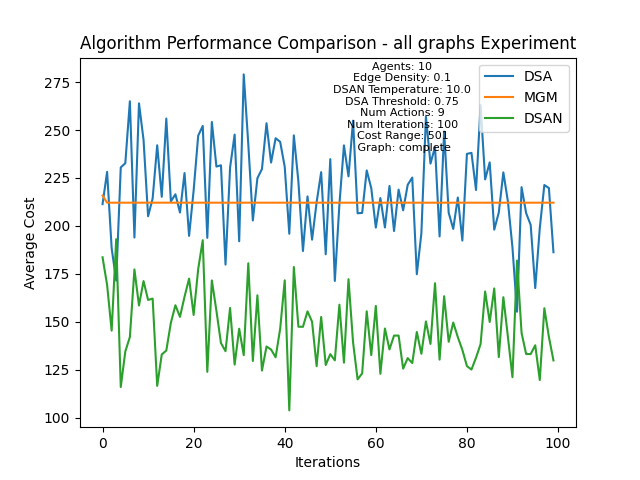 Algorithm Performance Comparison - all graphs Experiment
Agents: 10
Edge Density: 0.1
DSAN Temperature: 10.0
DSA Threshold: 0.75
Num Actions: 9
Num Iterations: 100
Cost Range: 50
Graph: complete
DSA
MGM
DSAN
Average Cost
275
250
225
200
175
150
125
100
0
20
40
60
80
100
Iterations